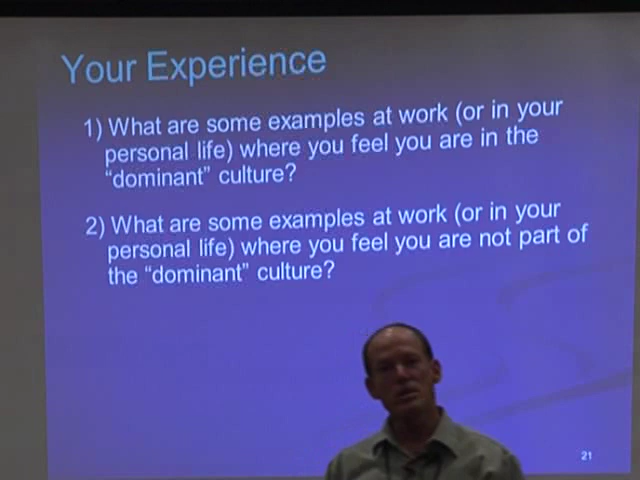 Your Experience
1) What are some examples at work (or in your
personal life) where you feel you are in the
“dominant” culture?
2) What are some examples at work (or in your
personal life) where you feel you are not part of
the “dominant” culture?
21